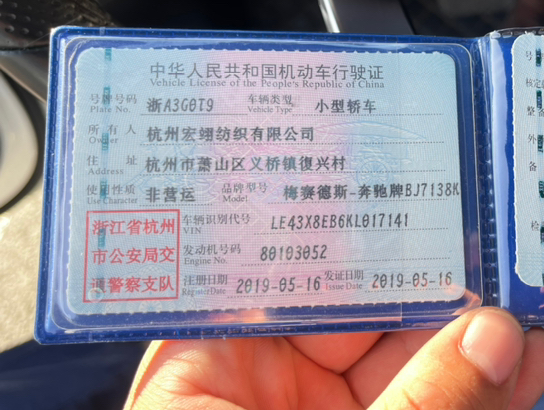 中华人民共和国机动车行驶证
Vehicle License of the People's Republic of China
号牌号码 浙A3G0T9 车辆类型 小型轿车
Plate No. Vehicle Type
所有人 杭州宏翊纺织有限公司
Owner
住址 杭州市萧山区义桥镇復兴村
Address
使用性质 非营运 品牌型号 梅赛德斯-奔驰牌BJ7138K
Use Character Model
浙江省杭州
市公安局交
通警察支队
车辆识别代号 LE43X8EB6KL017141
VIN
发动机号码 80103052
Engine No.
注册日期 2019-05-16 发证日期 2019-05-16
Register Date Issue Date
号
核定
整
外
备
检